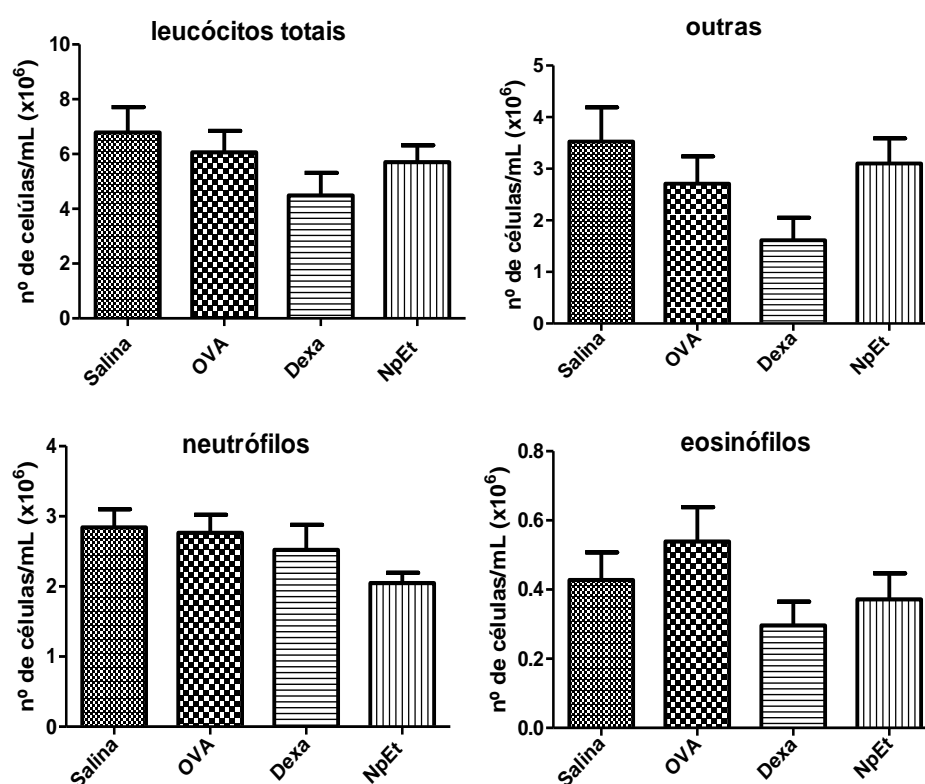 leucócitos totais
nº de celúlas/mL (x10⁶)
10
8
6
4
2
0
Salina
OVA
Dexa
NpEt
outras
nº de células/mL (x10⁶)
5
4
3
2
1
0
Salina
OVA
Dexa
NpEt
neutrófilos
nº de células/mL (x10⁶)
4
3
2
1
0
Salina
OVA
Dexa
NpEt
eosinófilos
nº de células/mL (x10⁶)
0.8
0.6
0.4
0.2
0.0
Salina
OVA
Dexa
NpEt